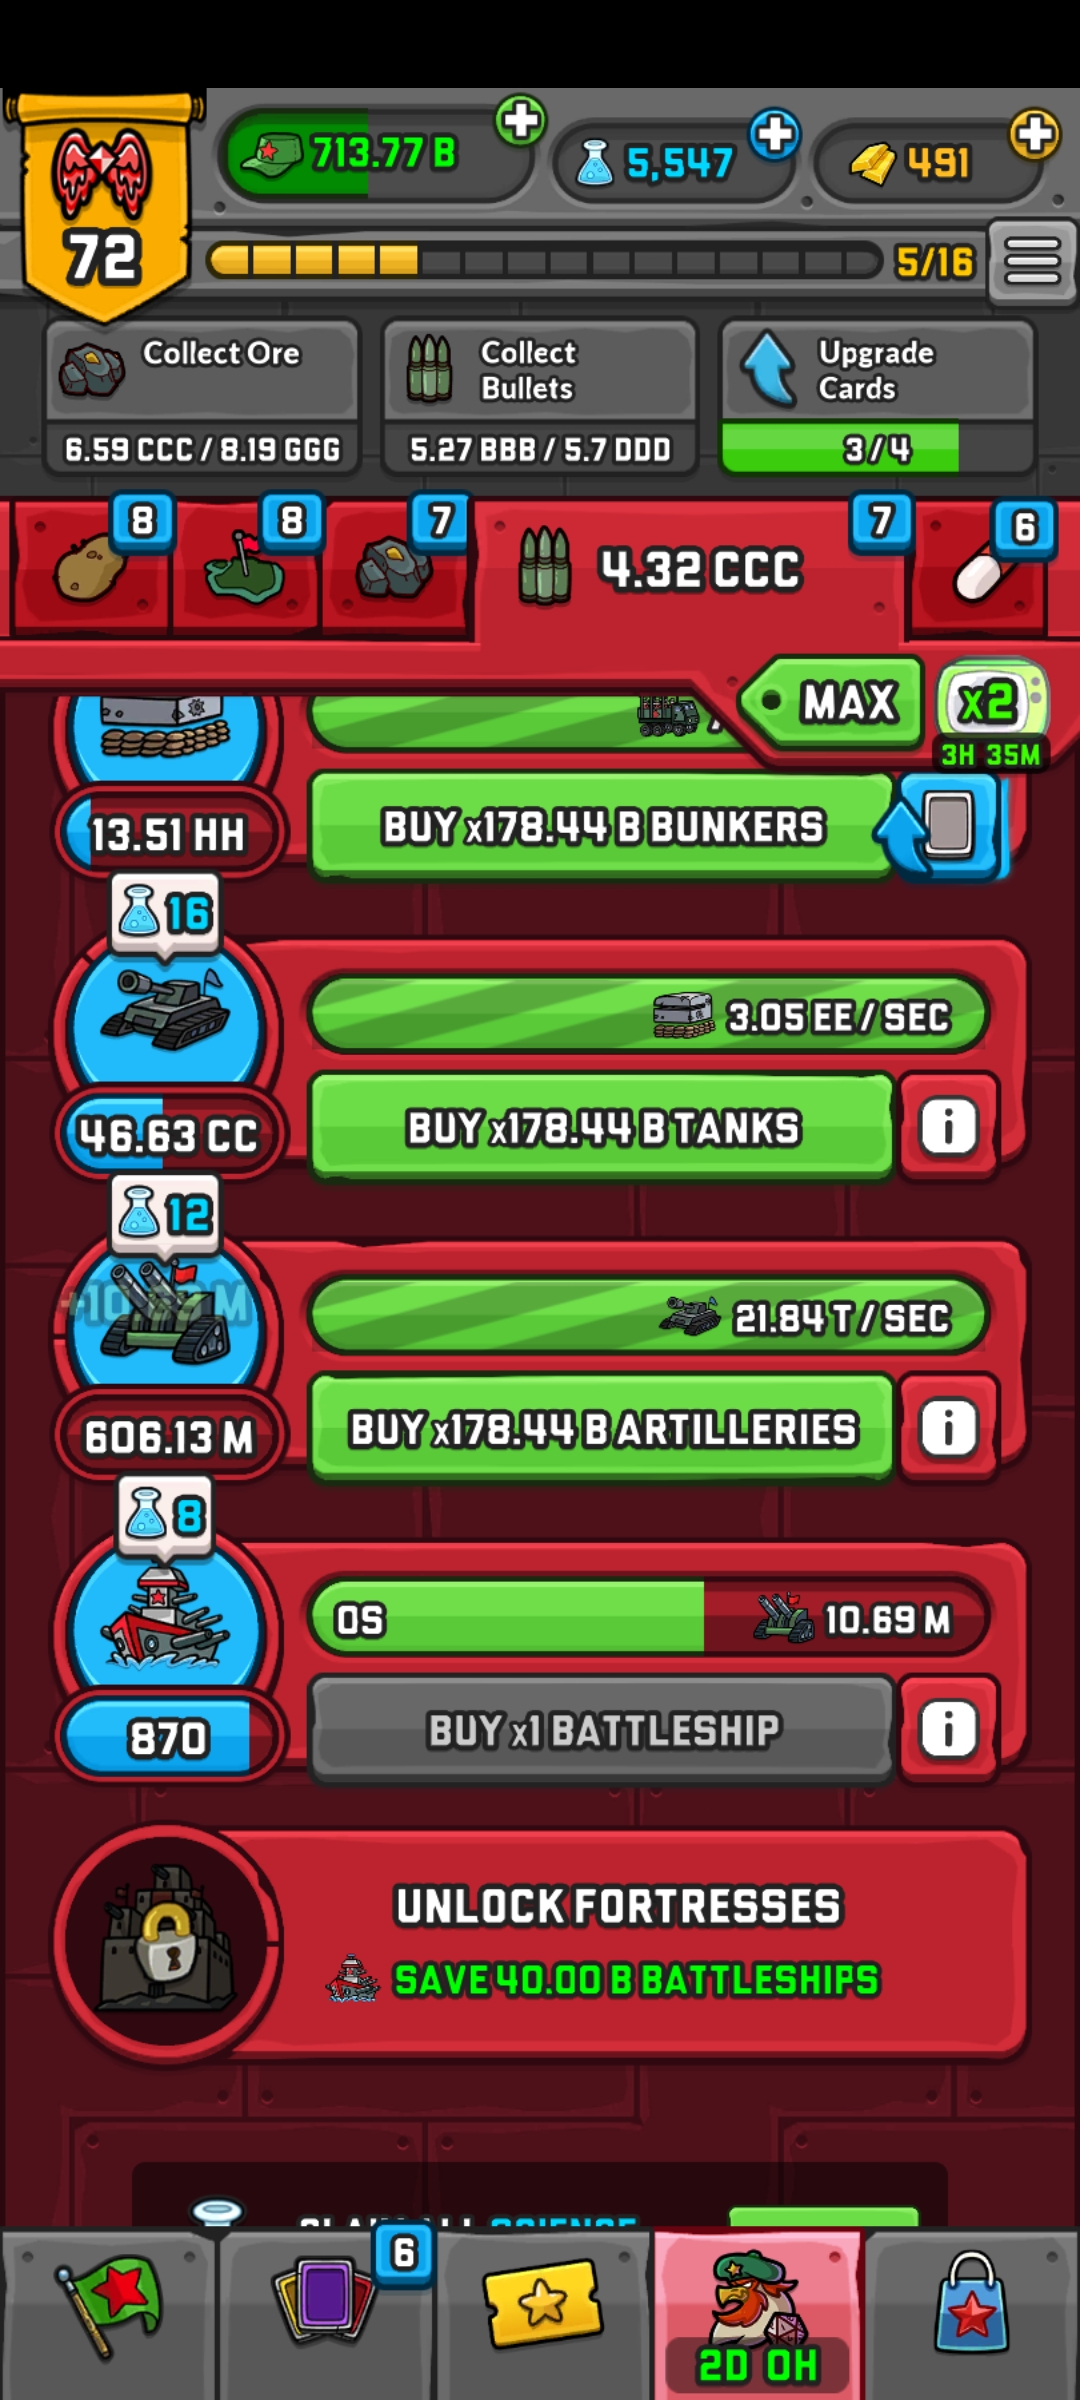 72
713.77 B
5,547
491
5/16
Collect Ore
6.59 CCC / 8.19 GGG
Collect
Bullets
5.27 BBB / 5.7 DDD
Upgrade
Cards
3/4
8
8
7
4.32 CCC
7
6
MAX
x2
3H 35M
BUY x178.44 B BUNKERS
13.51 HH
16
3.05 EE / SEC
BUY x178.44 B TANKS
i
46.63 CC
12
21.84 T / SEC
BUY x178.44 B ARTILLERIES
i
606.13 M
8
0S
10.69 M
BUY x1 BATTLESHIP
i
870
UNLOCK FORTRESSES
SAVE 40.00 B BATTLESHIPS
6
2D 0H